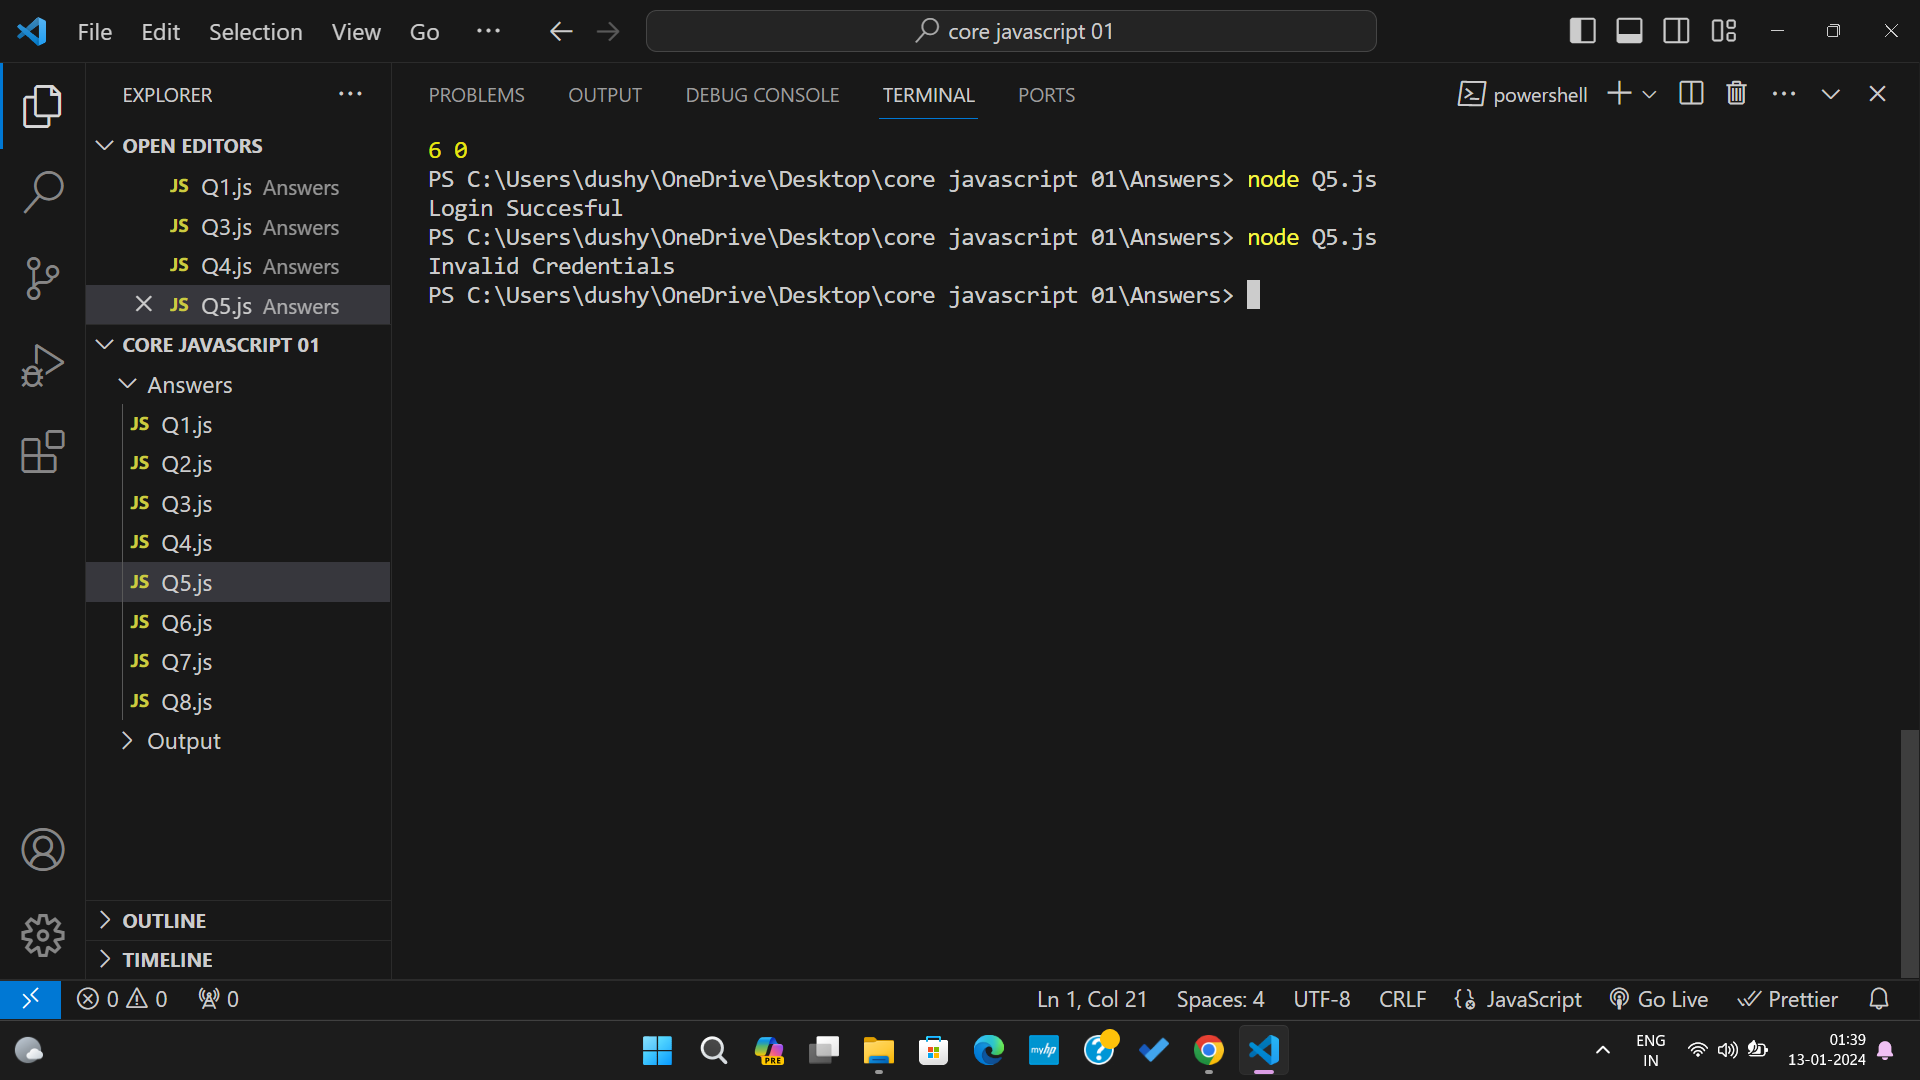 File Edit Selection View Go ··· core javascript 01
EXPLORER ···
OPEN EDITORS
JS Q1.js Answers
JS Q3.js Answers
JS Q4.js Answers
JS Q5.js Answers
CORE JAVASCRIPT 01
Answers
JS Q1.js
JS Q2.js
JS Q3.js
JS Q4.js
JS Q5.js
JS Q6.js
JS Q7.js
JS Q8.js
Output
OUTLINE
TIMELINE
PROBLEMS OUTPUT DEBUG CONSOLE TERMINAL PORTS powershell
6 0
PS C:\Users\dushy\OneDrive\Desktop\core javascript 01\Answers> node Q5.js
Login Succesful
PS C:\Users\dushy\OneDrive\Desktop\core javascript 01\Answers> node Q5.js
Invalid Credentials
PS C:\Users\dushy\OneDrive\Desktop\core javascript 01\Answers>
0 0 0 Ln 1, Col 21 Spaces: 4 UTF-8 CRLF JavaScript Go Live Prettier
PRE myhp ENG IN 01:39
13-01-2024